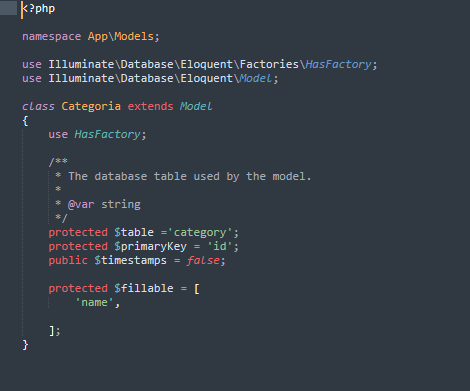 <?php
namespace App\Models;
use Illuminate\Database\Eloquent\Factories\HasFactory;
use Illuminate\Database\Eloquent\Model;
class Categoria extends Model
{
use HasFactory;
/**
* The database table used by the model.
*
* @var string
*/
protected $table ='category';
protected $primaryKey = 'id';
public $timestamps = false;
protected $fillable = [
'name',
];
}